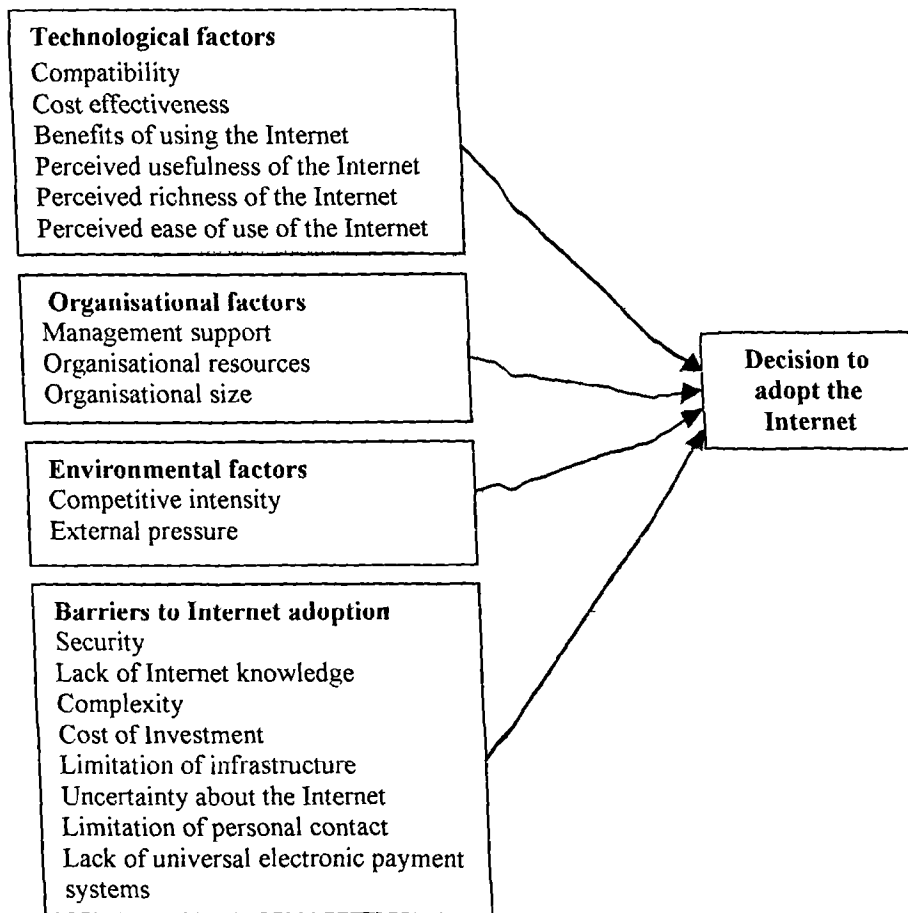 Technological factors
Compatibility
Cost effectiveness
Benefits of using the Internet
Perceived usefulness of the Internet
Perceived richness of the Internet
Perceived ease of use of the Internet
Organisational factors
Management support
Organisational resources
Organisational size
Environmental factors
Competitive intensity
External pressure
Barriers to Internet adoption
Security
Lack of Internet knowledge
Complexity
Cost of Investment
Limitation of infrastructure
Uncertainty about the Internet
Limitation of personal contact
Lack of universal electronic payment
systems
Decision to
adopt the
Internet